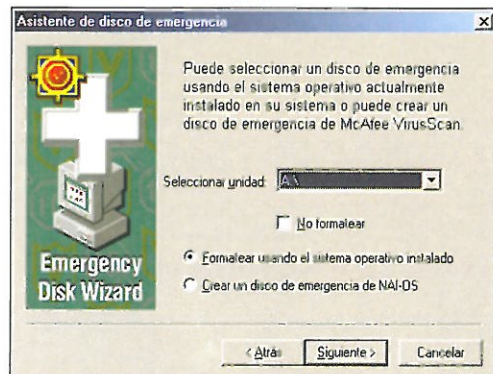 Asistente de disco de emergencia
Puede seleccionar un disco de emergencia
usando el sistema operativo actualmente
instalado en su sistema o puede crear un
disco de emergencia de McAfee VirusScan.
Seleccionar unidad: A:\
No formatear
Formatear usando el sistema operativo instalado
Crear un disco de emergencia de NAI-OS
Emergency
Disk Wizard
< Atrás
Siguiente >
Cancelar